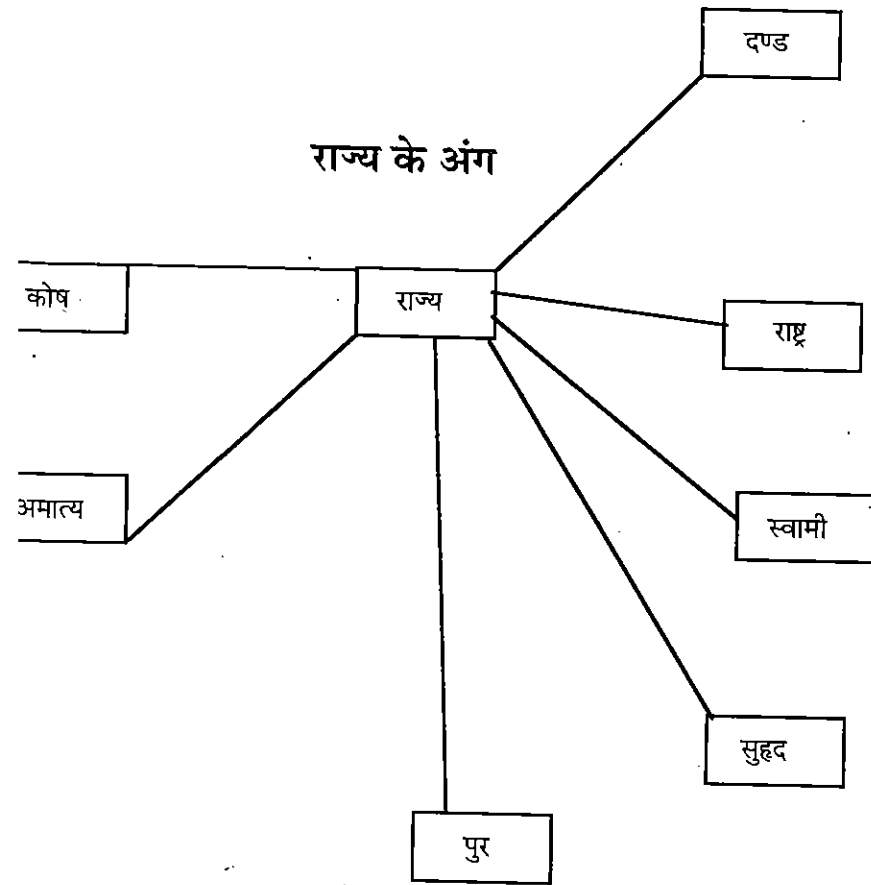 दण्ड
राज्य के अंग
कोष
राज्य
राष्ट्र
अमात्य
स्वामी
सुहृद
पुर